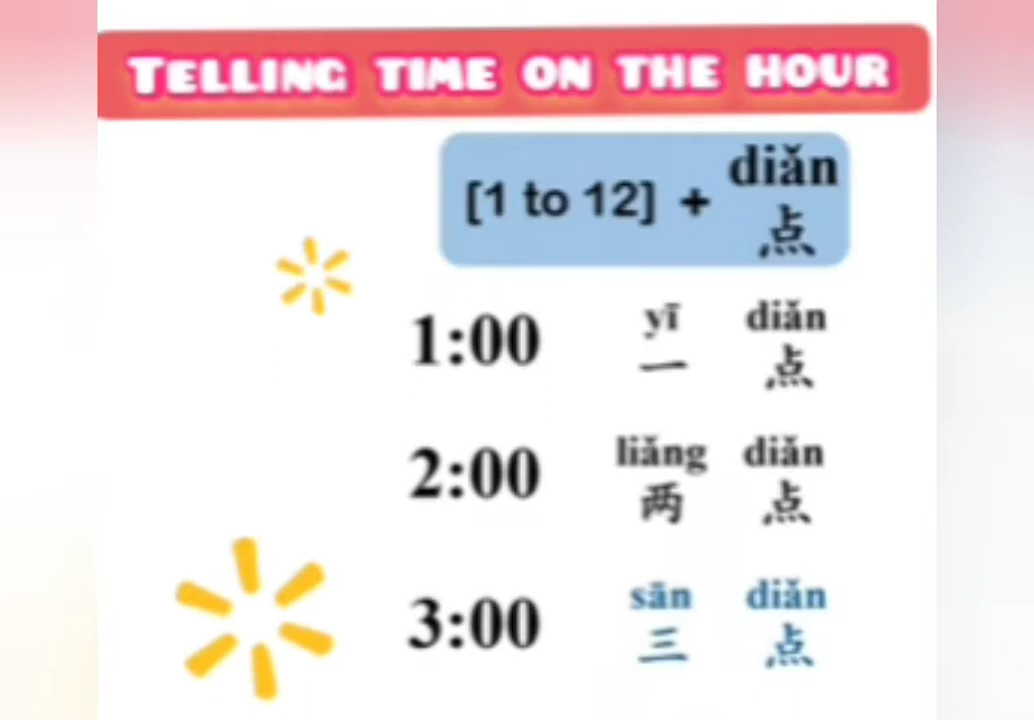 TELLING TIME ON THE HOUR
diǎn
[1 to 12] + 点
yī diǎn
1:00 一 点
liǎng diǎn
2:00 两 点
sān diǎn
3:00 三 点